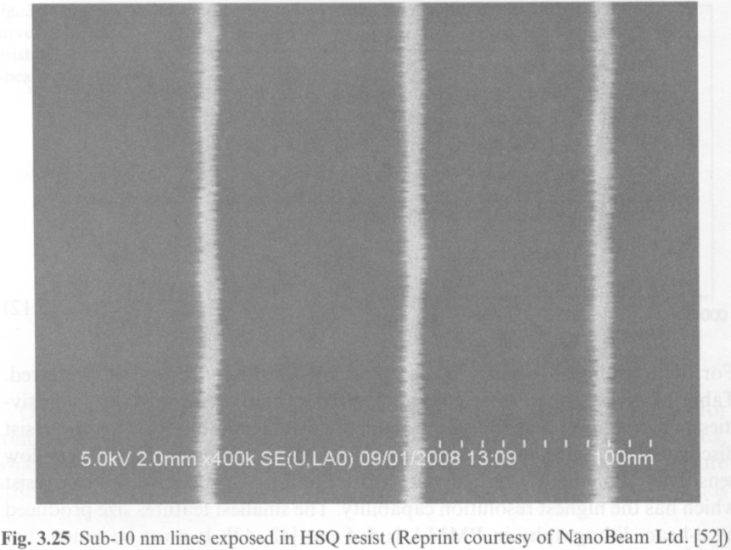 5.0kV 2.0mm x400k SE(U,LA0) 09/01/2008 13:09 100nm
Fig. 3.25 Sub-10 nm lines exposed in HSQ resist (Reprint courtesy of NanoBeam Ltd. [52])